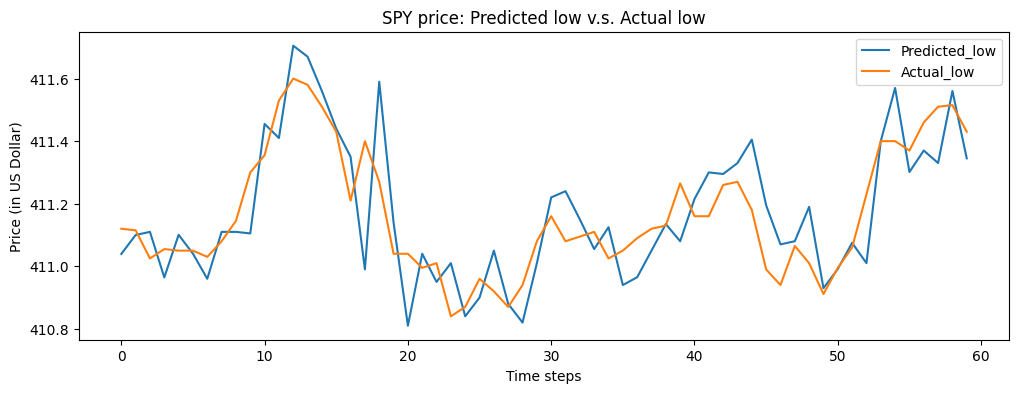 SPY price: Predicted low v.s. Actual low
Predicted_low
Actual_low
Price (in US Dollar)
411.6
411.4
411.2
411.0
410.8
0 10 20 30 40 50 60
Time steps